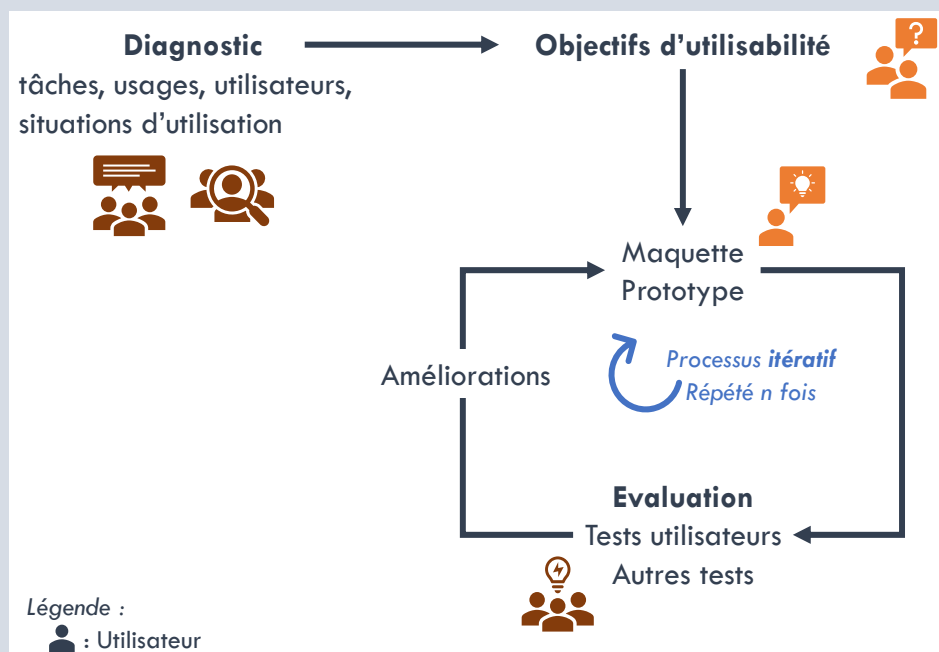 Diagnostic
tâches, usages, utilisateurs,
situations d’utilisation
Objectifs d’utilisabilité
?
Maquette
Prototype
Processus itératif
Répété n fois
Améliorations
Evaluation
Tests utilisateurs
Autres tests
Légende :
: Utilisateur